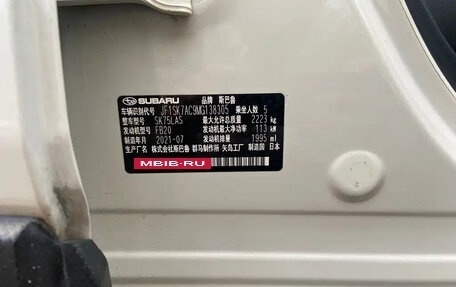 SUBARU 品牌 斯巴鲁
车辆识别代号 JF1SK7AC9MG138305 乘坐人数 5
整车型号 SK75LAS 最大允许总质量 2223 kg
发动机型号 FB20 发动机最大净功率 113 kW
制造年月 2021-07 发动机排量 1995 ml
生产厂名 株式会社斯巴鲁 群马制作所 矢岛工厂 制造国 日本
MBIB-RU